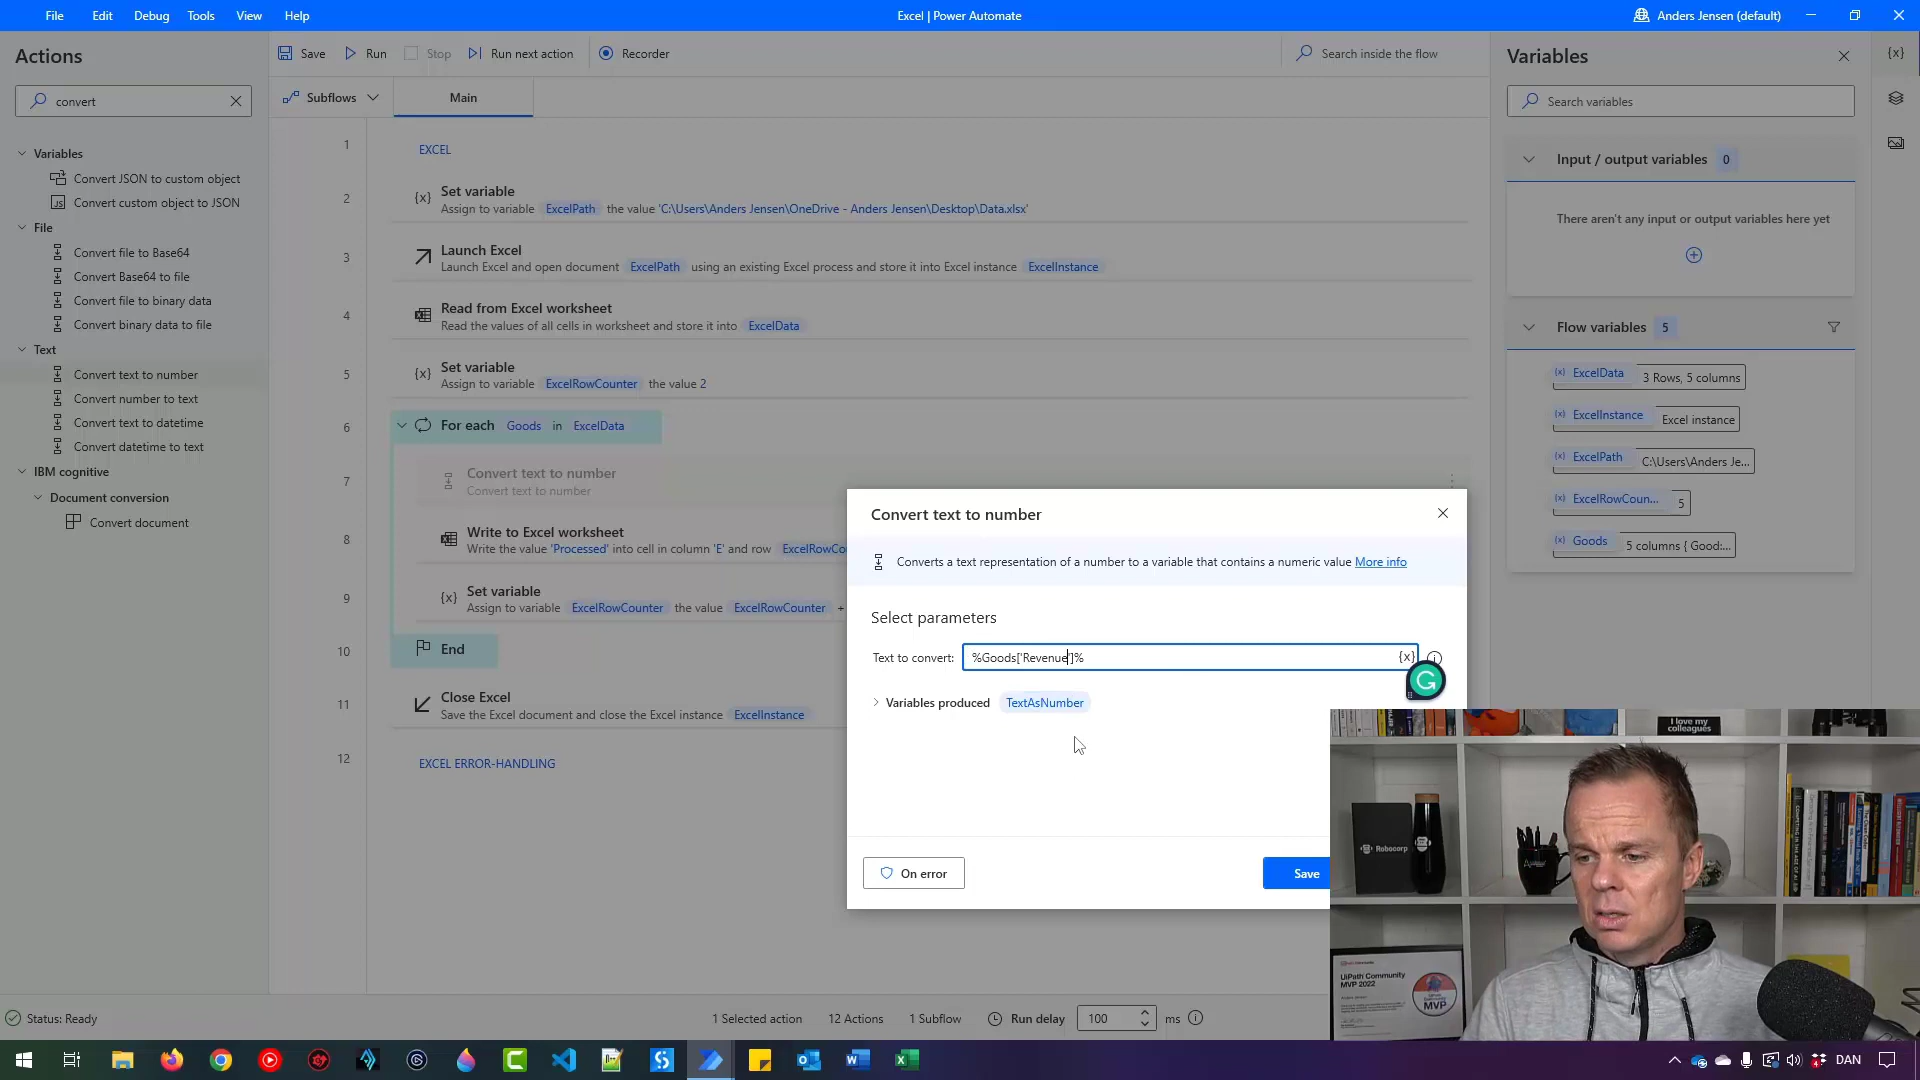 File Edit Debug Tools View Help
Excel | Power Automate
Anders Jensen (default)
Actions
convert
Variables
Convert JSON to custom object
Convert custom object to JSON
File
Convert file to Base64
Convert Base64 to file
Convert file to binary data
Convert binary data to file
Text
Convert text to number
Convert number to text
Convert text to datetime
Convert datetime to text
IBM cognitive
Document conversion
Convert document
Save Run Stop Run next action Recorder
Search inside the flow
Subflows Main
1 EXCEL
2 {x} Set variable
Assign to variable ExcelPath the value 'C:\Users\Anders Jensen\OneDrive - Anders Jensen\Desktop\Data.xlsx'
3 Launch Excel
Launch Excel and open document ExcelPath using an existing Excel process and store it into Excel instance ExcelInstance
4 Read from Excel worksheet
Read the values of all cells in worksheet and store it into ExcelData
5 {x} Set variable
Assign to variable ExcelRowCounter the value 2
6 For each Goods in ExcelData
7 Convert text to number
Convert text to number
8 Write to Excel worksheet
Write the value 'Processed' into cell in column 'E' and row ExcelRowCo
9 {x} Set variable
Assign to variable ExcelRowCounter the value ExcelRowCounter +
10 End
11 Close Excel
Save the Excel document and close the Excel instance ExcelInstance
12 EXCEL ERROR-HANDLING
Convert text to number
Converts a text representation of a number to a variable that contains a numeric value More info
Select parameters
Text to convert: %Goods['Revenue']% {x}
Variables produced TextAsNumber
On error
Save
Variables
{x}
Search variables
Input / output variables 0
There aren't any input or output variables here yet
Flow variables 5
(x) ExcelData 3 Rows, 5 columns
(x) ExcelInstance Excel instance
(x) ExcelPath C:\Users\Anders Je...
(x) ExcelRowCoun... 5
(x) Goods 5 columns { Good:...
I love my
colleagues
Robocorp
UiPath Community
MVP 2022
Status: Ready
1 Selected action 12 Actions 1 Subflow Run delay 100 ms
DAN